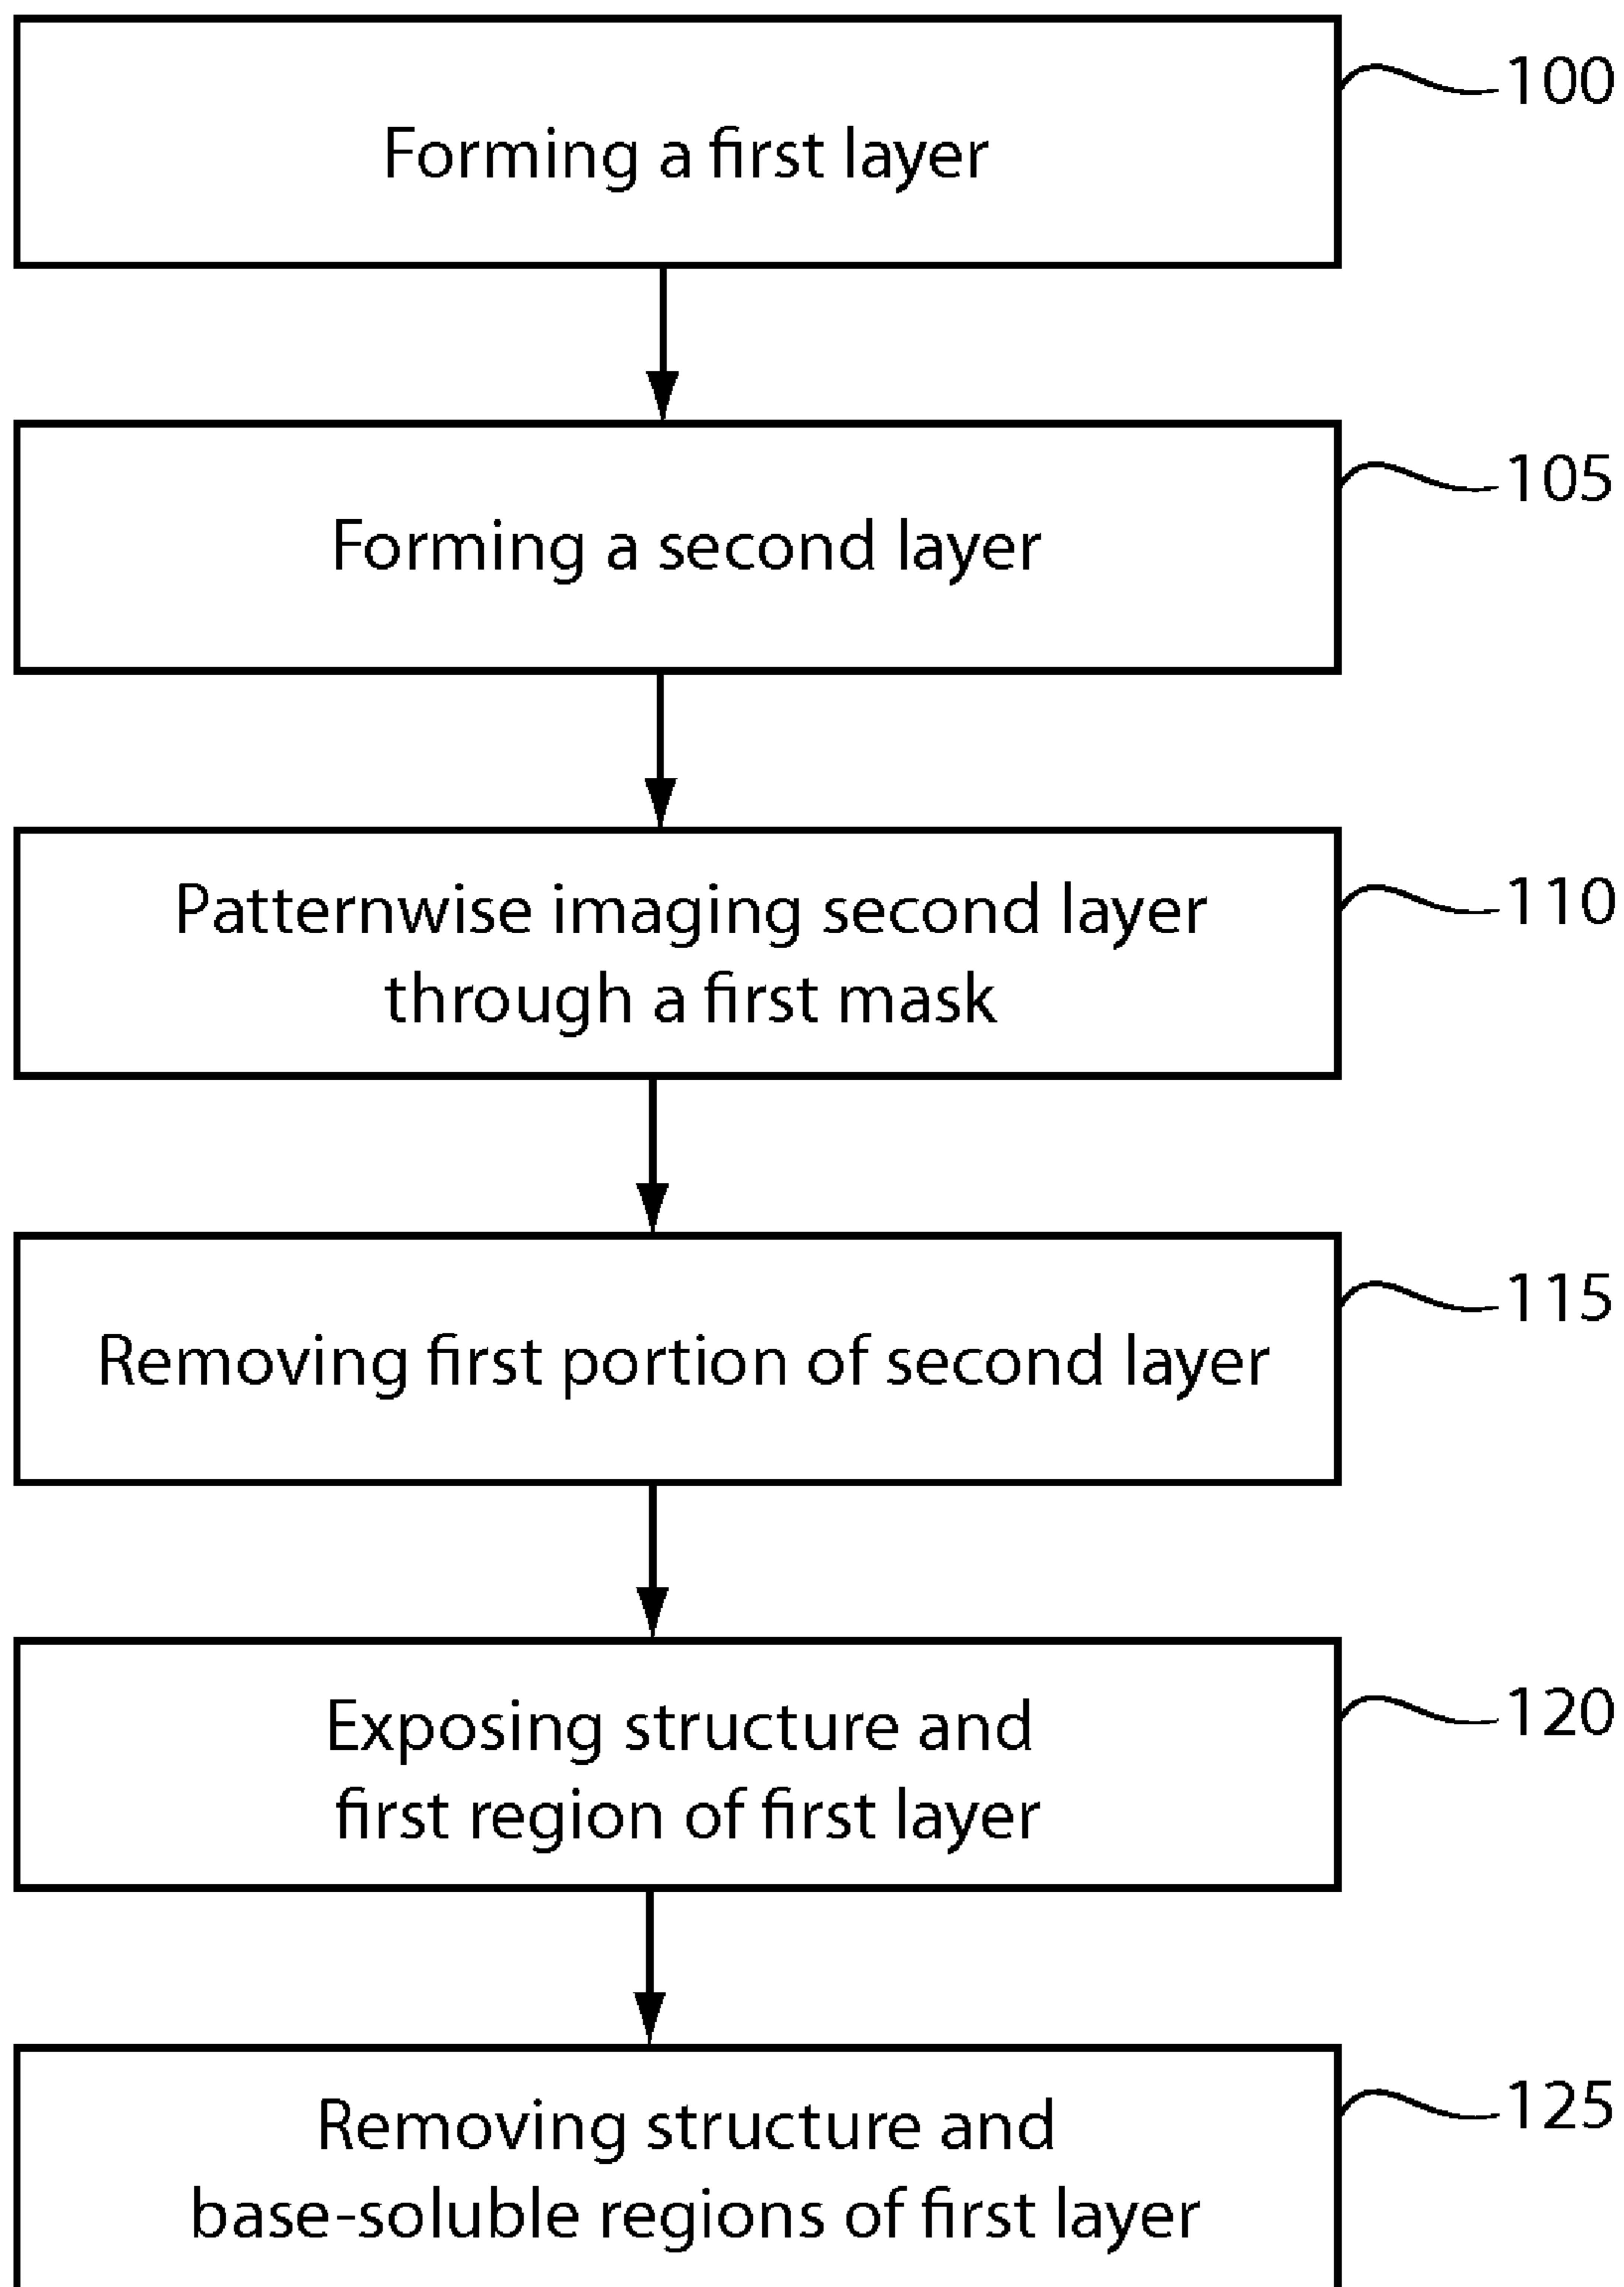 100
Forming a first layer
105
Forming a second layer
110
Patternwise imaging second layer
through a first mask
115
Removing first portion of second layer
120
Exposing structure and
first region of first layer
125
Removing structure and
base-soluble regions of first layer